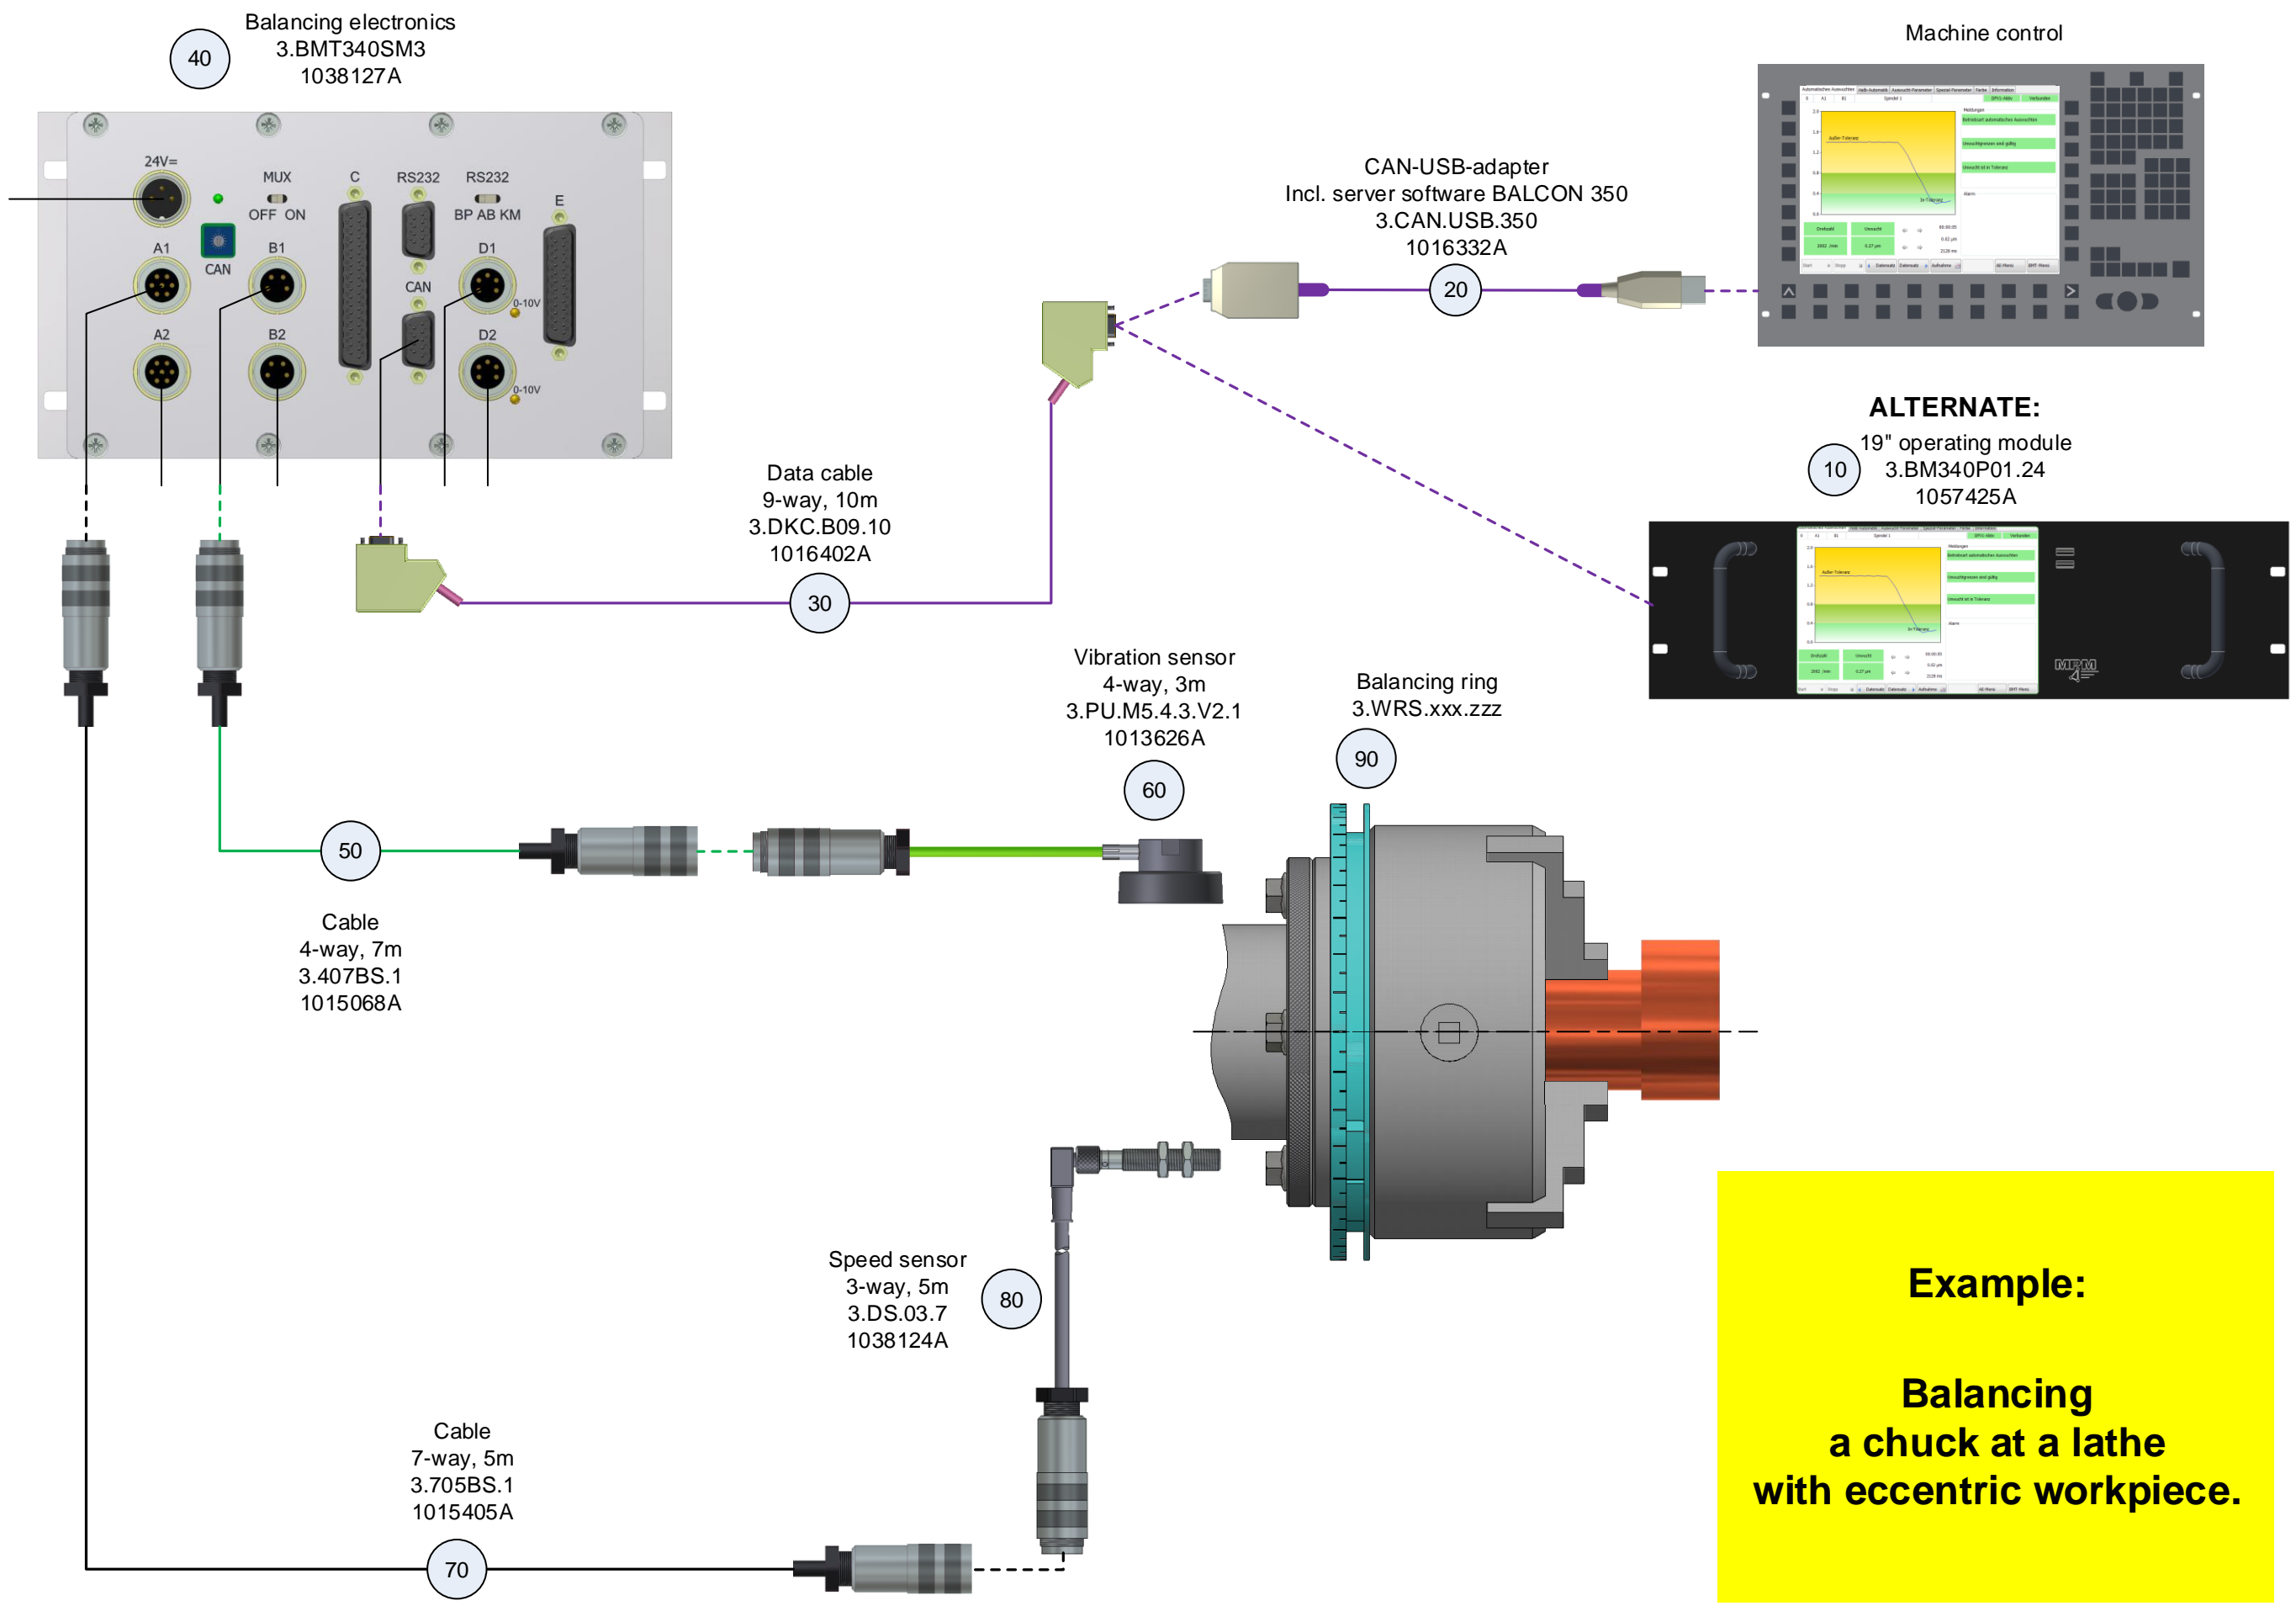 Balancing electronics
3.BMT340SM3
1038127A
40
24V=
MUX
OFF ON
C
RS232
RS232
BP AB KM
E
A1
CAN
B1
CAN
D1
0-10V
A2
B2
D2
0-10V
Machine control
CAN-USB-adapter
Incl. server software BALCON 350
3.CAN.USB.350
1016332A
20
ALTERNATE:
19" operating module
3.BM340P01.24
1057425A
10
Data cable
9-way, 10m
3.DKC.B09.10
1016402A
30
Vibration sensor
4-way, 3m
3.PU.M5.4.3.V2.1
1013626A
60
Balancing ring
3.WRS.xxx.zzz
90
50
Cable
4-way, 7m
3.407BS.1
1015068A
Speed sensor
3-way, 5m
3.DS.03.7
1038124A
80
Cable
7-way, 5m
3.705BS.1
1015405A
70
Example:
Balancing
a chuck at a lathe
with eccentric workpiece.